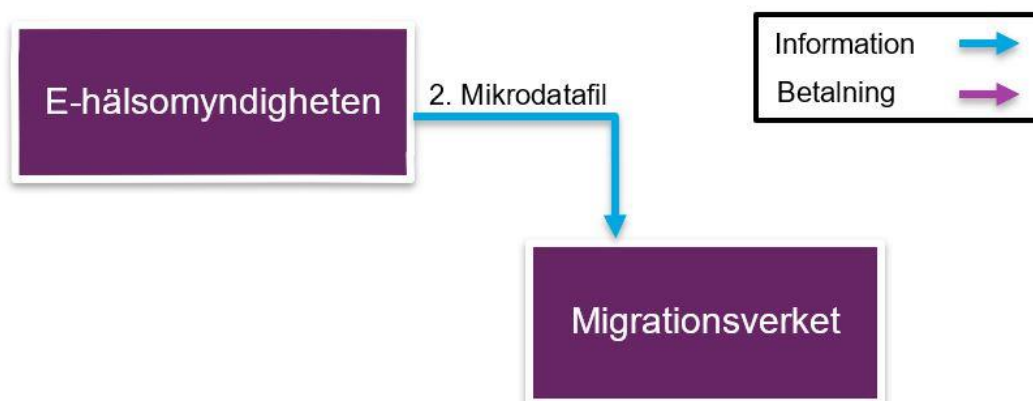 Information
Betalning
E-hälsomyndigheten
2. Mikrodatafil
Migrationsverket